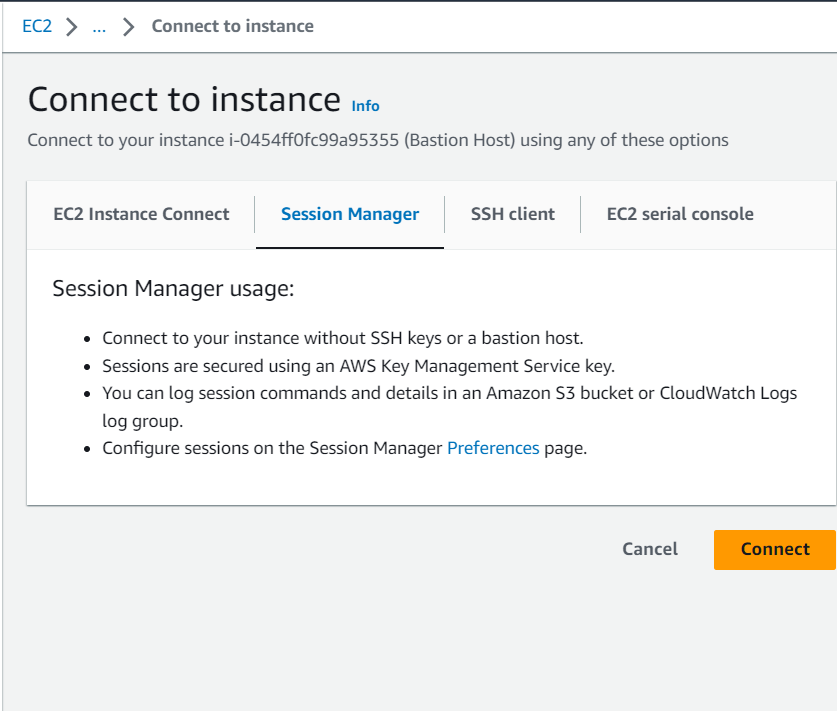 EC2 > ... > Connect to instance
Connect to instance Info
Connect to your instance i-0454ff0fc99a95355 (Bastion Host) using any of these options
EC2 Instance Connect Session Manager SSH client EC2 serial console
Session Manager usage:
• Connect to your instance without SSH keys or a bastion host.
• Sessions are secured using an AWS Key Management Service key.
• You can log session commands and details in an Amazon S3 bucket or CloudWatch Logs
log group.
• Configure sessions on the Session Manager Preferences page.
Cancel Connect